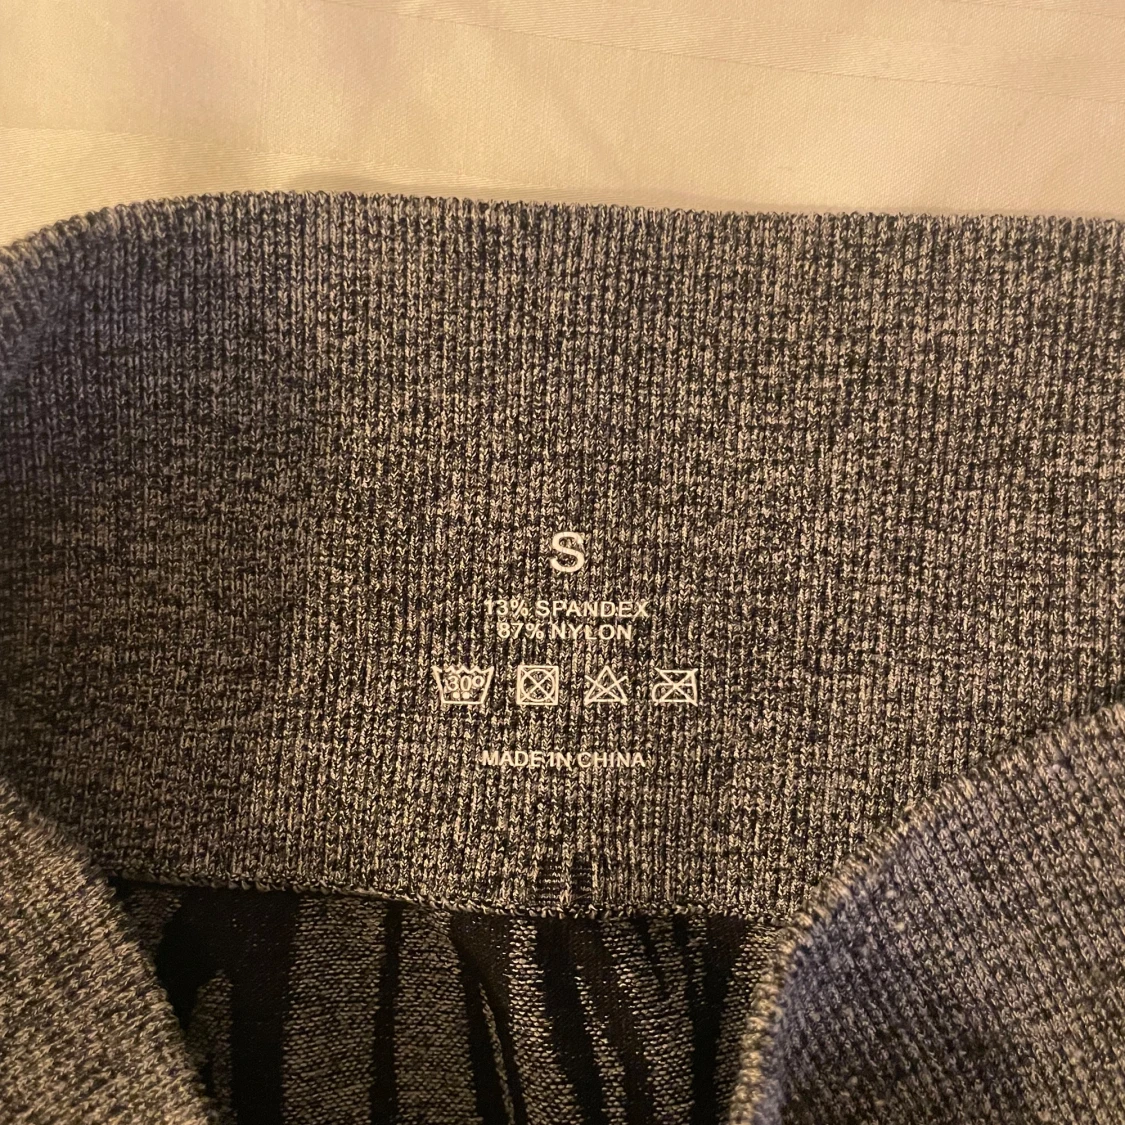 S
13% SPANDEX
87% NYLON
30°
MADE IN CHINA